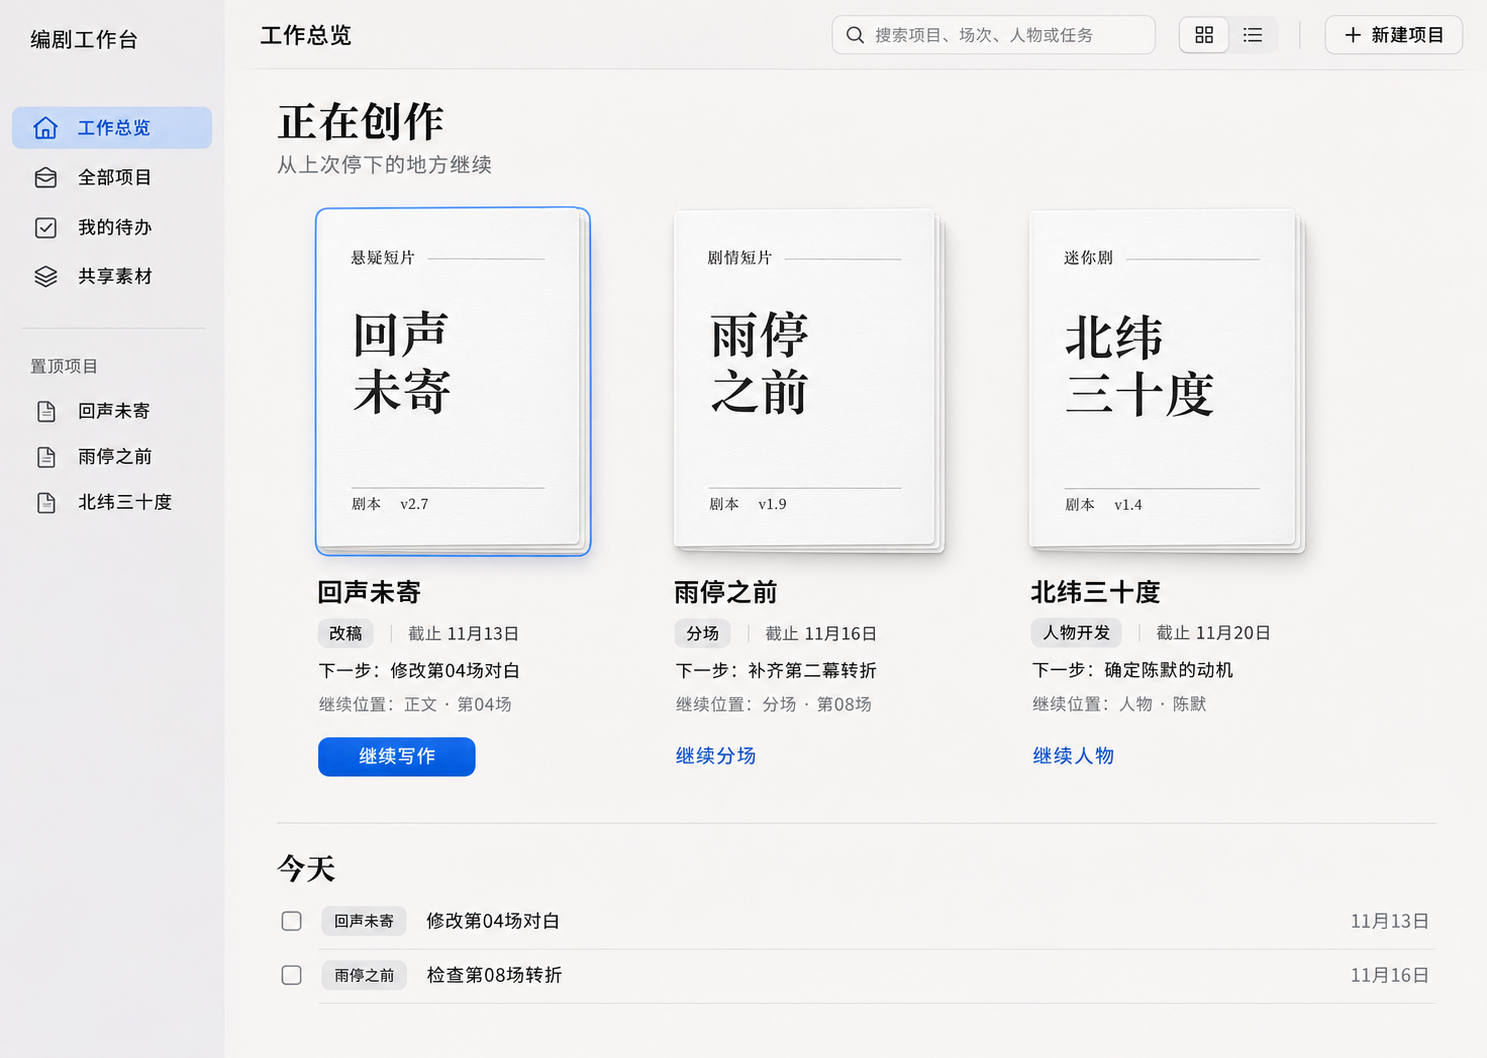 编剧工作台
工作总览
全部项目
我的待办
共享素材
置顶项目
回声未寄
雨停之前
北纬三十度
工作总览
搜索项目、场次、人物或任务
新建项目
正在创作
从上次停下的地方继续
悬疑短片
回声
未寄
剧本 v2.7
回声未寄
改稿 截止 11月13日
下一步：修改第04场对白
继续位置：正文 · 第04场
继续写作
剧情短片
雨停
之前
剧本 v1.9
雨停之前
分场 截止 11月16日
下一步：补齐第二幕转折
继续位置：分场 · 第08场
继续分场
迷你剧
北纬
三十度
剧本 v1.4
北纬三十度
人物开发 截止 11月20日
下一步：确定陈默的动机
继续位置：人物 · 陈默
继续人物
今天
回声未寄 修改第04场对白 11月13日
雨停之前 检查第08场转折 11月16日